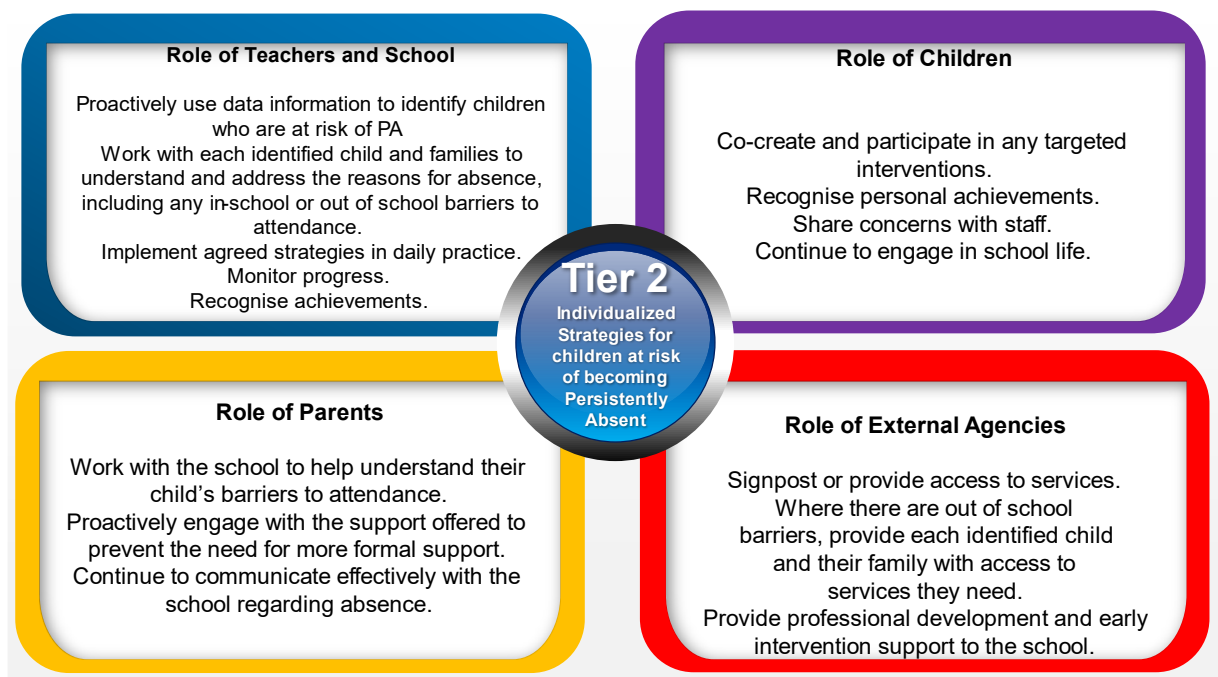 Role of Teachers and School
Proactively use data information to identify children
who are at risk of PA
Work with each identified child and families to
understand and address the reasons for absence,
including any in-school or out of school barriers to
attendance.
Implement agreed strategies in daily practice.
Monitor progress.
Recognise achievements.
Role of Children
Co-create and participate in any targeted
interventions.
Recognise personal achievements.
Share concerns with staff.
Continue to engage in school life.
Tier 2
Individualized
Strategies for
children at risk
of becoming
Persistently
Absent
Role of Parents
Work with the school to help understand their
child’s barriers to attendance.
Proactively engage with the support offered to
prevent the need for more formal support.
Continue to communicate effectively with the
school regarding absence.
Role of External Agencies
Signpost or provide access to services.
Where there are out of school
barriers, provide each identified child
and their family with access to
services they need.
Provide professional development and early
intervention support to the school.